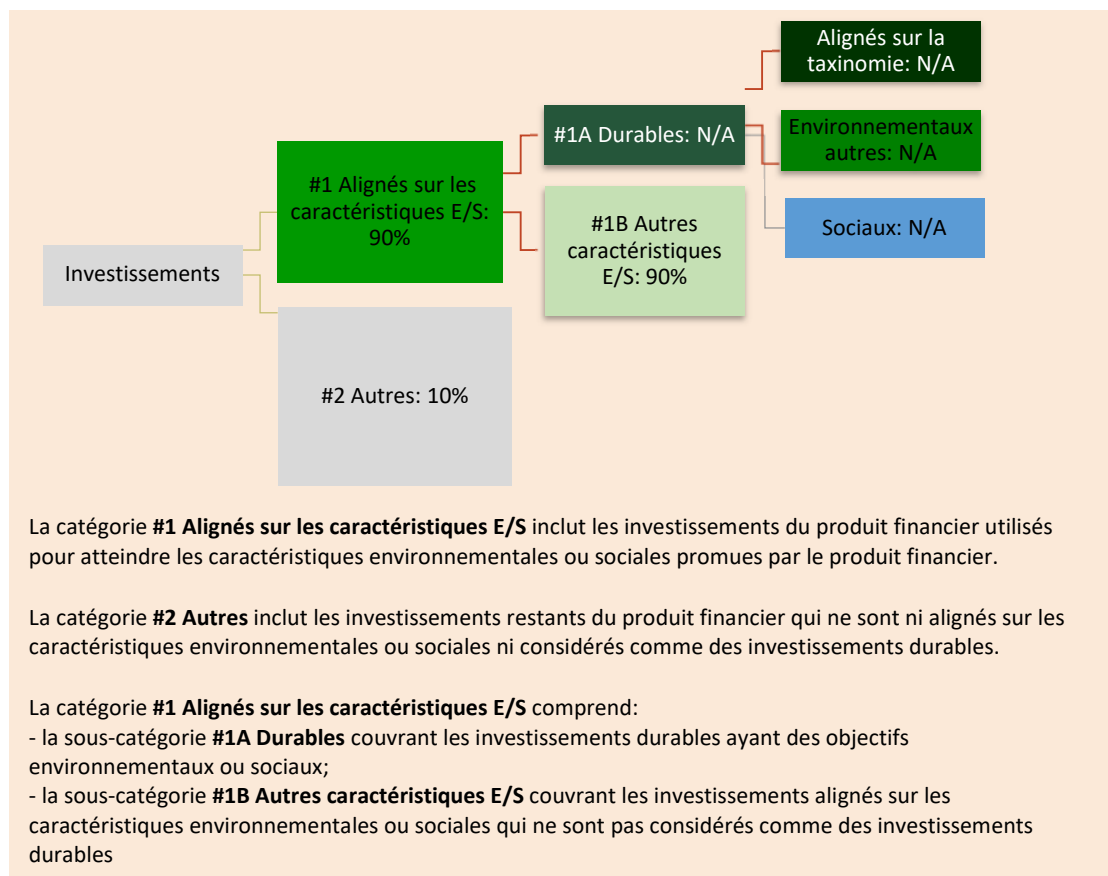 Alignés sur la
taxinomie: N/A
#1A Durables: N/A
Environnementaux
autres: N/A
#1 Alignés sur les
caractéristiques E/S:
90%
#1B Autres
caractéristiques
E/S: 90%
Sociaux: N/A
Investissements
#2 Autres: 10%
La catégorie #1 Alignés sur les caractéristiques E/S inclut les investissements du produit financier utilisés
pour atteindre les caractéristiques environnementales ou sociales promues par le produit financier.
La catégorie #2 Autres inclut les investissements restants du produit financier qui ne sont ni alignés sur les
caractéristiques environnementales ou sociales ni considérés comme des investissements durables.
La catégorie #1 Alignés sur les caractéristiques E/S comprend:
- la sous-catégorie #1A Durables couvrant les investissements durables ayant des objectifs
environnementaux ou sociaux;
- la sous-catégorie #1B Autres caractéristiques E/S couvrant les investissements alignés sur les
caractéristiques environnementales ou sociales qui ne sont pas considérés comme des investissements
durables